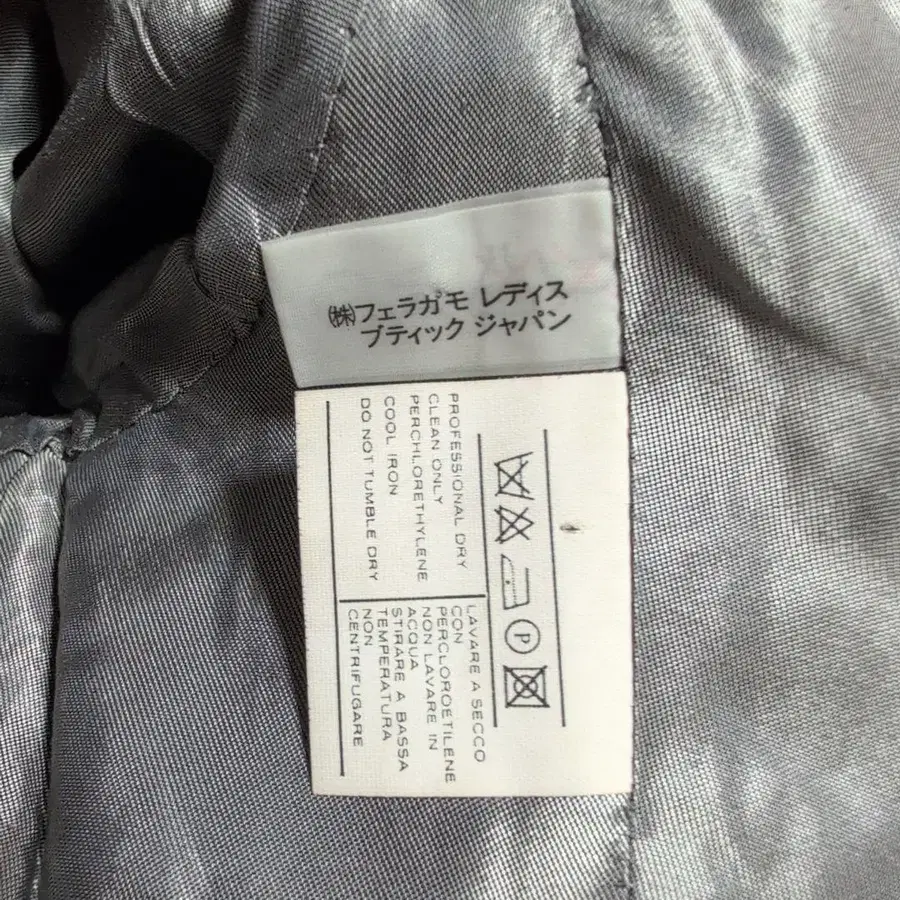 ㈱フェラガモ レディス
ブティック ジャパン
PROFESSIONAL DRY
CLEAN ONLY
PERCHLORETHYLENE
COOL IRON
DO NOT TUMBLE DRY
LAVARE A SECCO
CON
PERCLOROETILENE
NON LAVARE IN
ACQUA
STIRARE A BASSA
TEMPERATURA
NON
CENTRIFUGARE
P